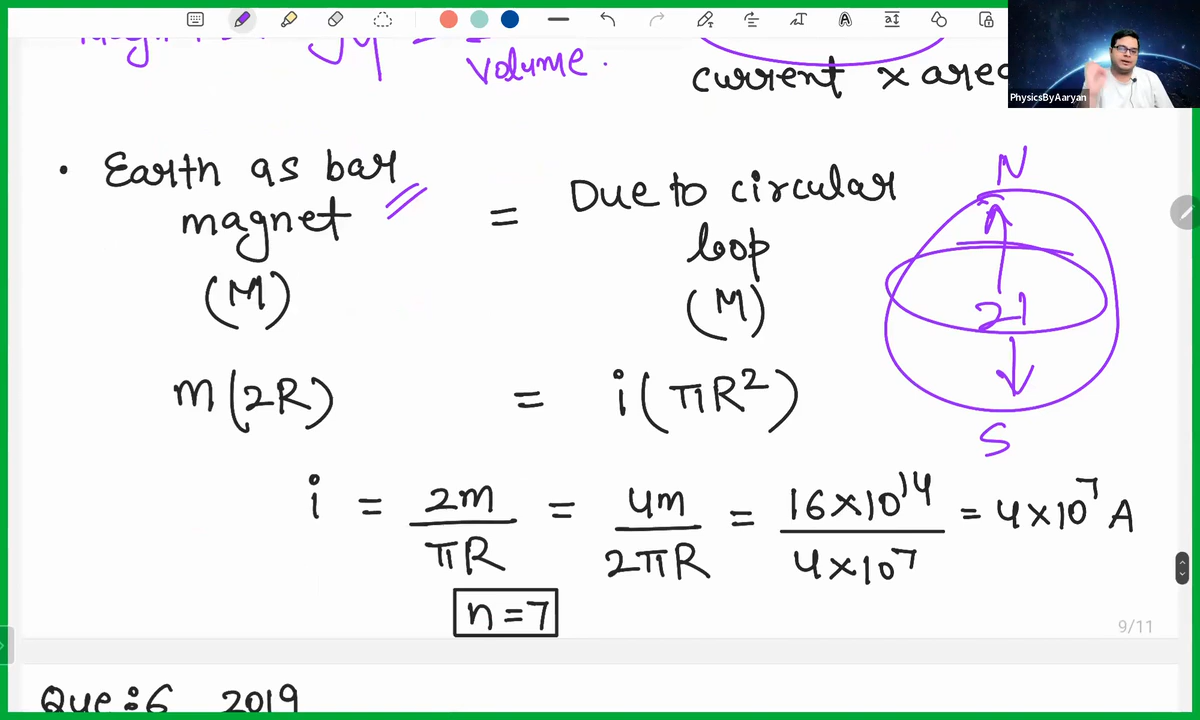 volume.
current × area
PhysicsByAaryan
• Earth as bar magnet (M) = Due to circular loop (M)
N
21
S
m(2R) = i(πR²)
i = 2m/πR = 4m/2πR = 16×10¹⁴/4×10⁷ = 4×10⁷ A
n=7
9/11
Que:6 2019